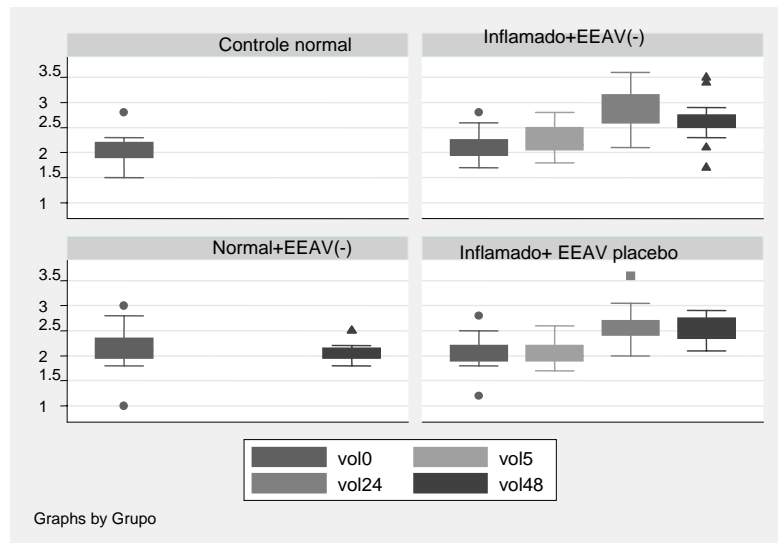 Controle normal
Inflamado+EEAV(-)
3.5
3
2.5
2
1.5
1
Normal+EEAV(-)
Inflamado+ EEAV placebo
3.5
3
2.5
2
1.5
1
vol0
vol5
vol24
vol48
Graphs by Grupo